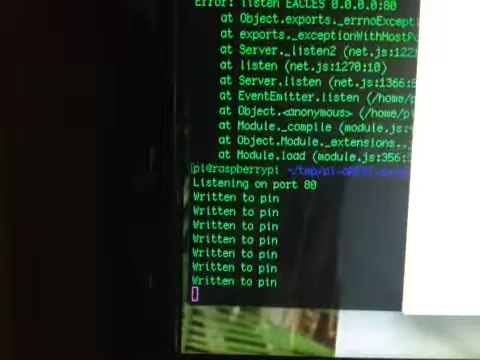 Error: listen EACCES 0.0.0.0:80
at Object.exports._errnoExcept
at exports._exceptionWithHostPo
at Server._listen2 (net.js:122
at listen (net.js:1270:10)
at Server.listen (net.js:1366:
at EventEmitter.listen (/home/p
at Object.<anonymous> (/home/p
at Module._compile (module.js:
at Object.Module._extensions..
at Module.load (module.js:356:
pi@raspberrypi
Listening on port 80
Written to pin
Written to pin
Written to pin
Written to pin
Written to pin
Written to pin
Written to pin